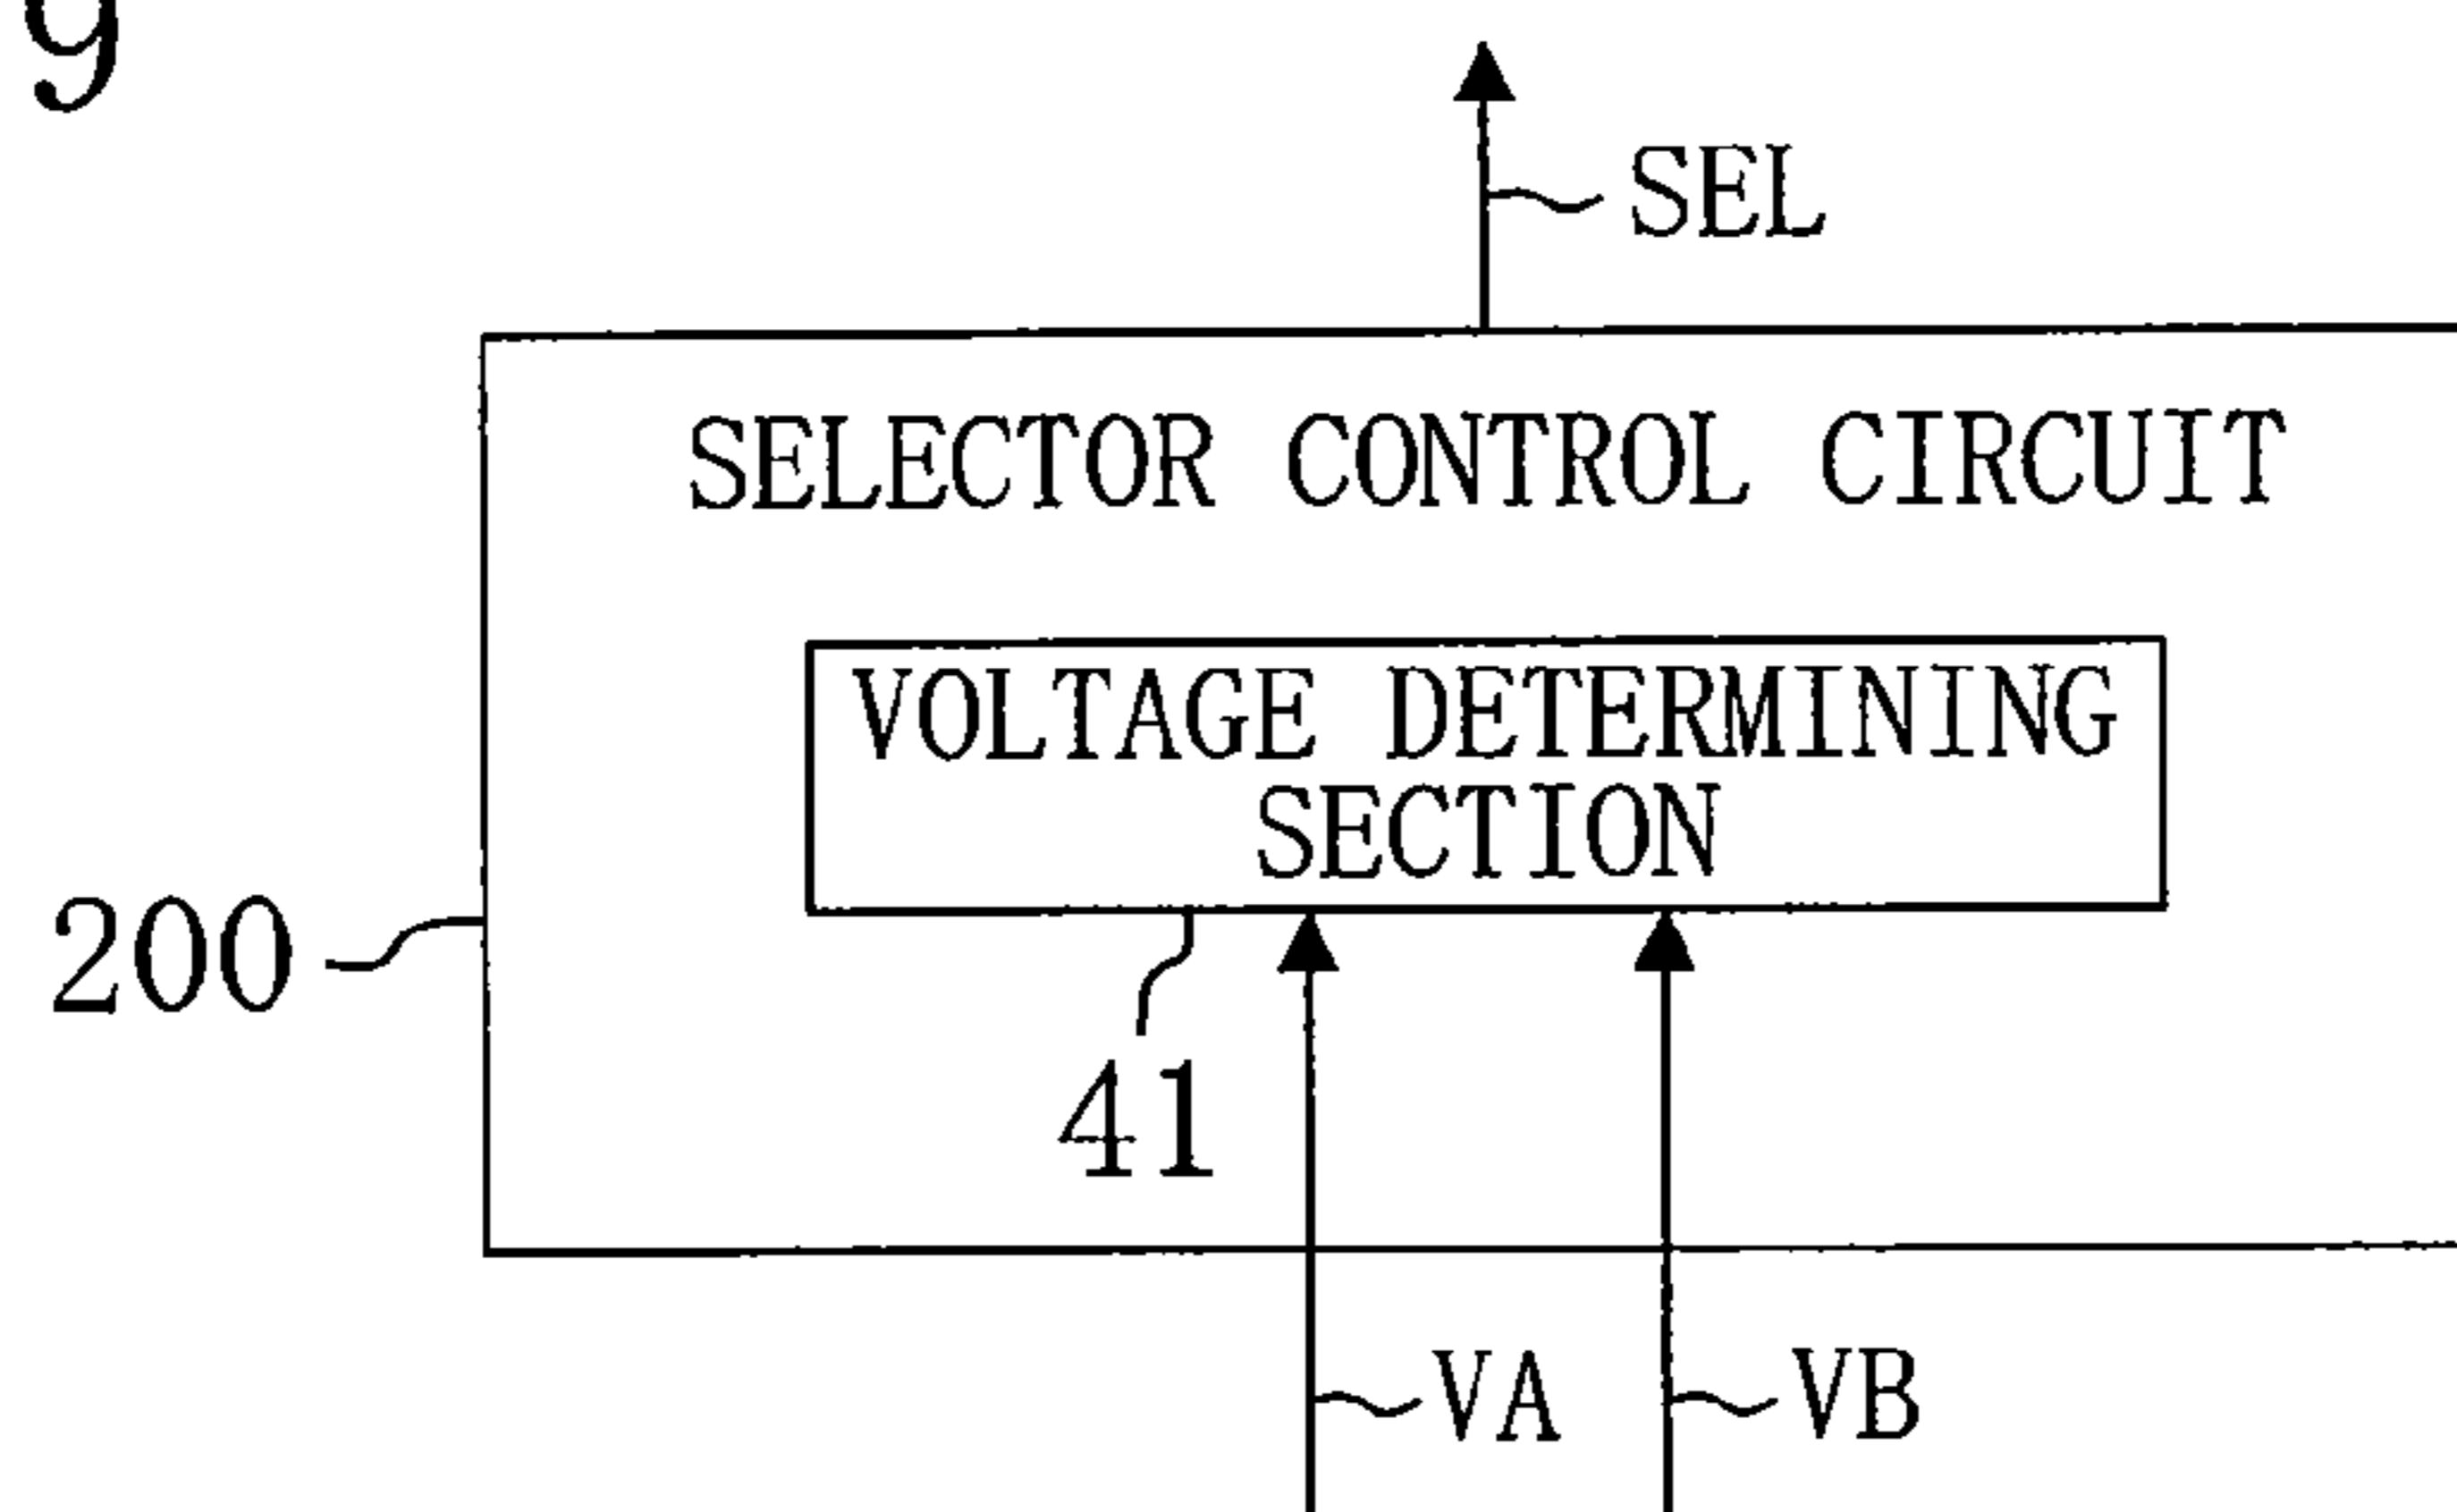 9
SEL
SELECTOR CONTROL CIRCUIT
VOLTAGE DETERMINING
SECTION
200
41
VA
VB